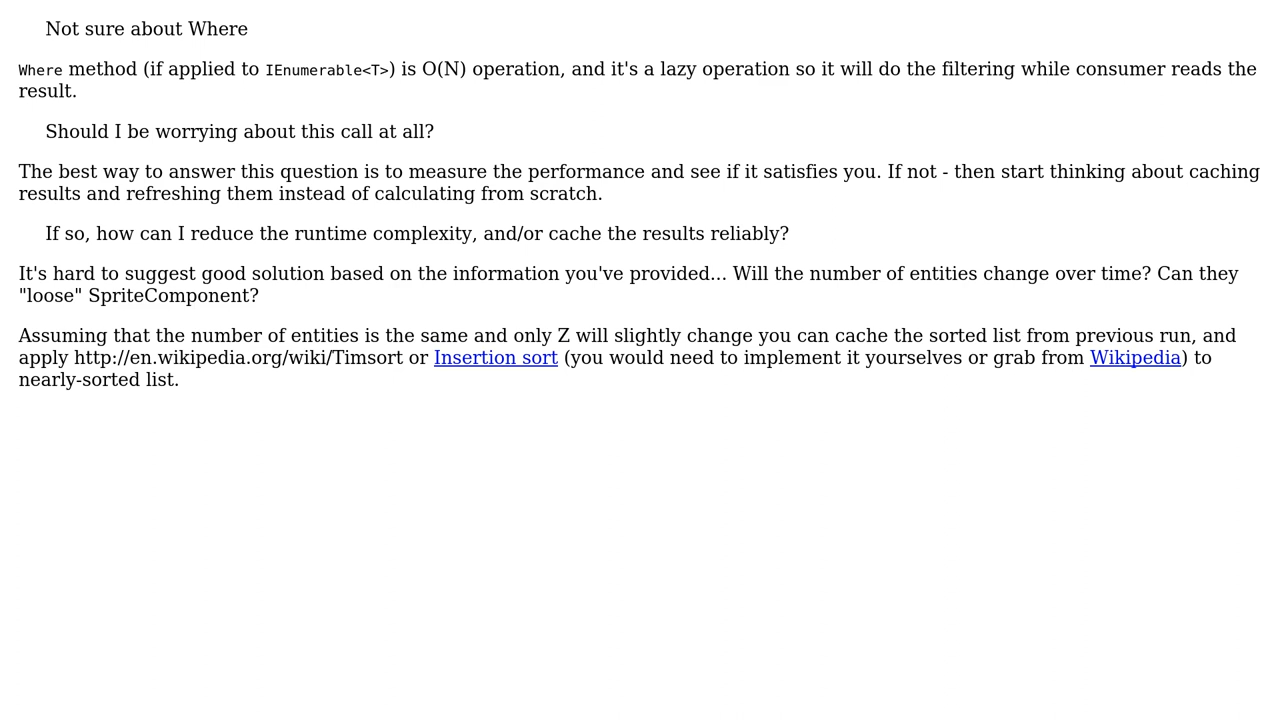 Not sure about Where
Where method (if applied to IEnumerable<T>) is O(N) operation, and it's a lazy operation so it will do the filtering while consumer reads the
result.
Should I be worrying about this call at all?
The best way to answer this question is to measure the performance and see if it satisfies you. If not - then start thinking about caching
results and refreshing them instead of calculating from scratch.
If so, how can I reduce the runtime complexity, and/or cache the results reliably?
It's hard to suggest good solution based on the information you've provided... Will the number of entities change over time? Can they
"loose" SpriteComponent?
Assuming that the number of entities is the same and only Z will slightly change you can cache the sorted list from previous run, and
apply http://en.wikipedia.org/wiki/Timsort or Insertion sort (you would need to implement it yourselves or grab from Wikipedia) to
nearly-sorted list.